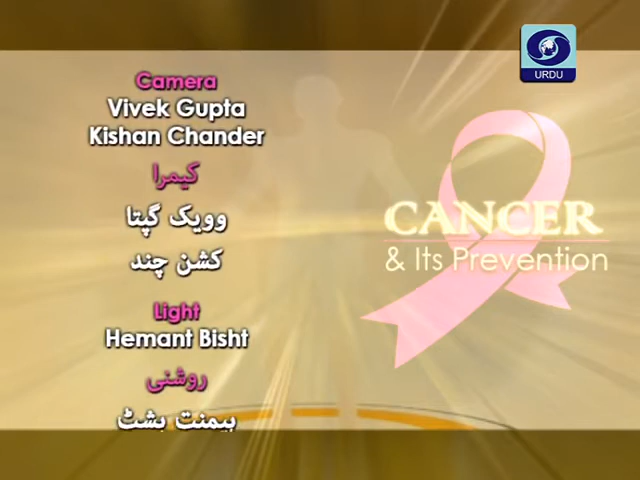 Camera
Vivek Gupta
Kishan Chander
کیمرا
وویک گپتا
کشن چند
Light
Hemant Bisht
روشنی
ہیمنت بشٹ
CANCER
& Its Prevention
URDU